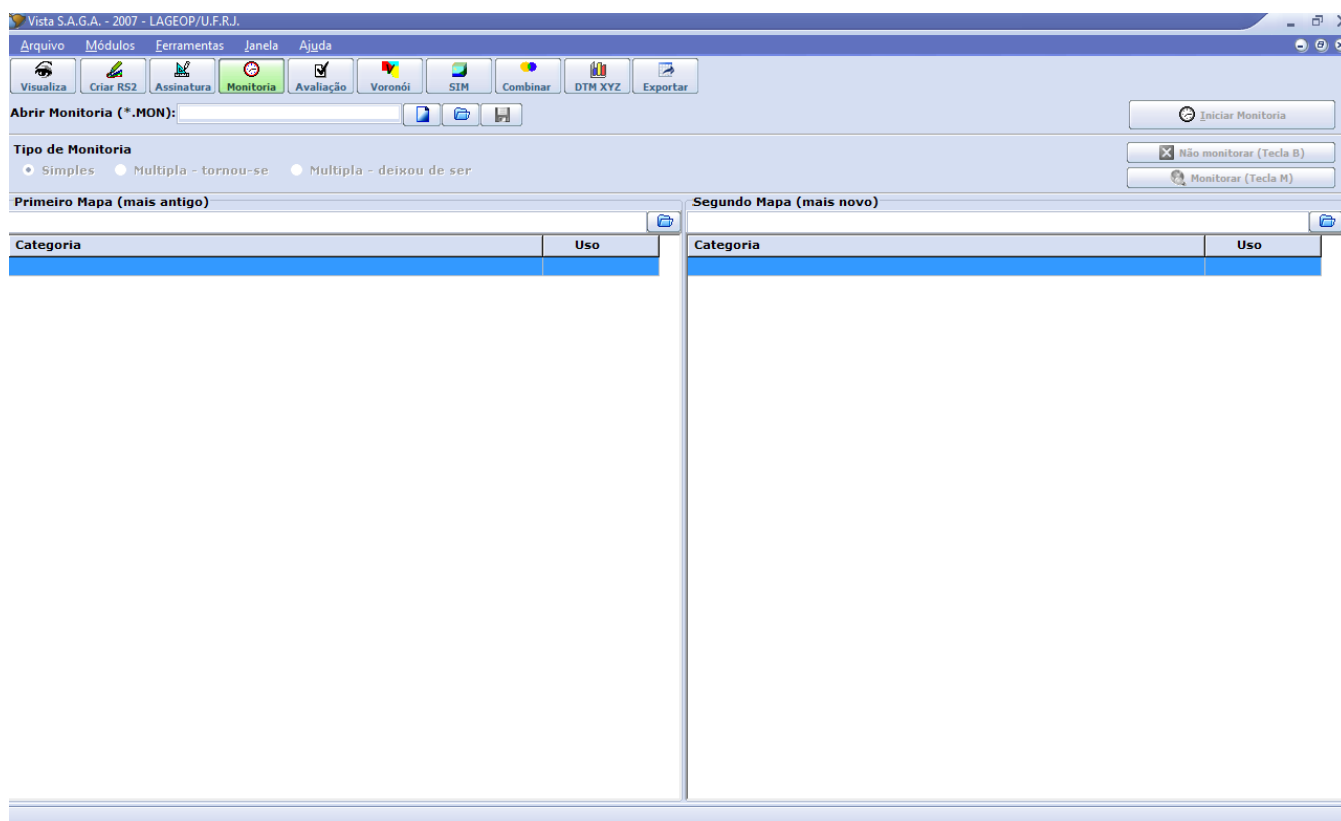 Vista S.A.G.A. - 2007 - LAGEOP/U.F.R.J.
Arquivo Módulos Ferramentas Janela Ajuda
Visualiza Criar RS2 Assinatura Monitoria Avaliação Voronói SIM Combinar DTM XYZ Exportar
Abrir Monitoria (*.MON):
Iniciar Monitoria
Tipo de Monitoria
Não monitorar (Tecla B)
Simples Multipla - tornou-se Multipla - deixou de ser
Monitorar (Tecla M)
Primeiro Mapa (mais antigo) Segundo Mapa (mais novo)
Categoria Uso Categoria Uso